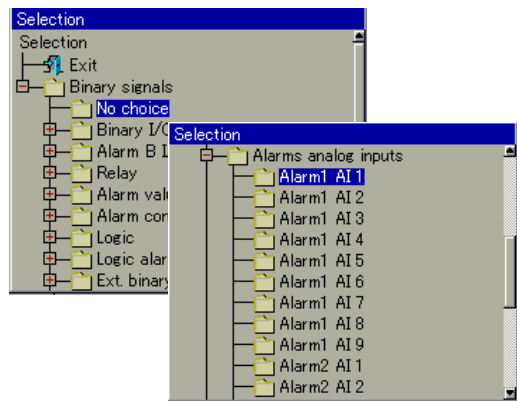 Selection
Selection
Exit
Binary signals
No choice
Binary I/
Alarm B I
Relay
Alarm val
Alarm con
Logic
Logic alar
Ext. binary
Selection
Alarms analog inputs
Alarm1 AI 1
Alarm1 AI 2
Alarm1 AI 3
Alarm1 AI 4
Alarm1 AI 5
Alarm1 AI 6
Alarm1 AI 7
Alarm1 AI 8
Alarm1 AI 9
Alarm2 AI 1
Alarm2 AI 2